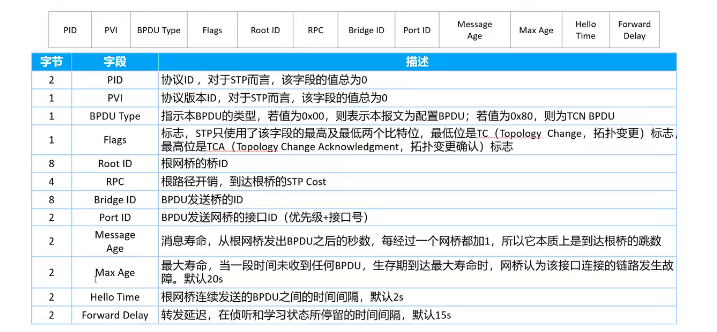 PID PVI BPDU Type Flags Root ID RPC Bridge ID Port ID Message Age Max Age Hello Time Forward Delay
字节 字段 描述
2 PID 协议ID ，对于STP而言，该字段的值总为0
1 PVI 协议版本ID，对于STP而言，该字段的值总为0
1 BPDU Type 指示本BPDU的类型，若值为0x00，则表示本报文为配置BPDU；若值为0x80，则为TCN BPDU
1 Flags 标志，STP只使用了该字段的最高及最低两个比特位，最低位是TC（Topology Change，拓扑变更）标志，
最高位是TCA（Topology Change Acknowledgment，拓扑变更确认）标志
8 Root ID 根网桥的桥ID
4 RPC 根路径开销，到达根桥的STP Cost
8 Bridge ID BPDU发送桥的ID
2 Port ID BPDU发送网桥的接口ID（优先级+接口号）
2 Message Age 消息寿命，从根网桥发出BPDU之后的秒数，每经过一个网桥都加1，所以它本质上是到达根桥的跳数
2 Max Age 最大寿命，当一段时间未收到任何BPDU，生存期到达最大寿命时，网桥认为该接口连接的链路发生故
障。默认20s
2 Hello Time 根网桥连续发送的BPDU之间的时间间隔，默认2s
2 Forward Delay 转发延迟，在侦听和学习状态所停留的时间间隔，默认15s